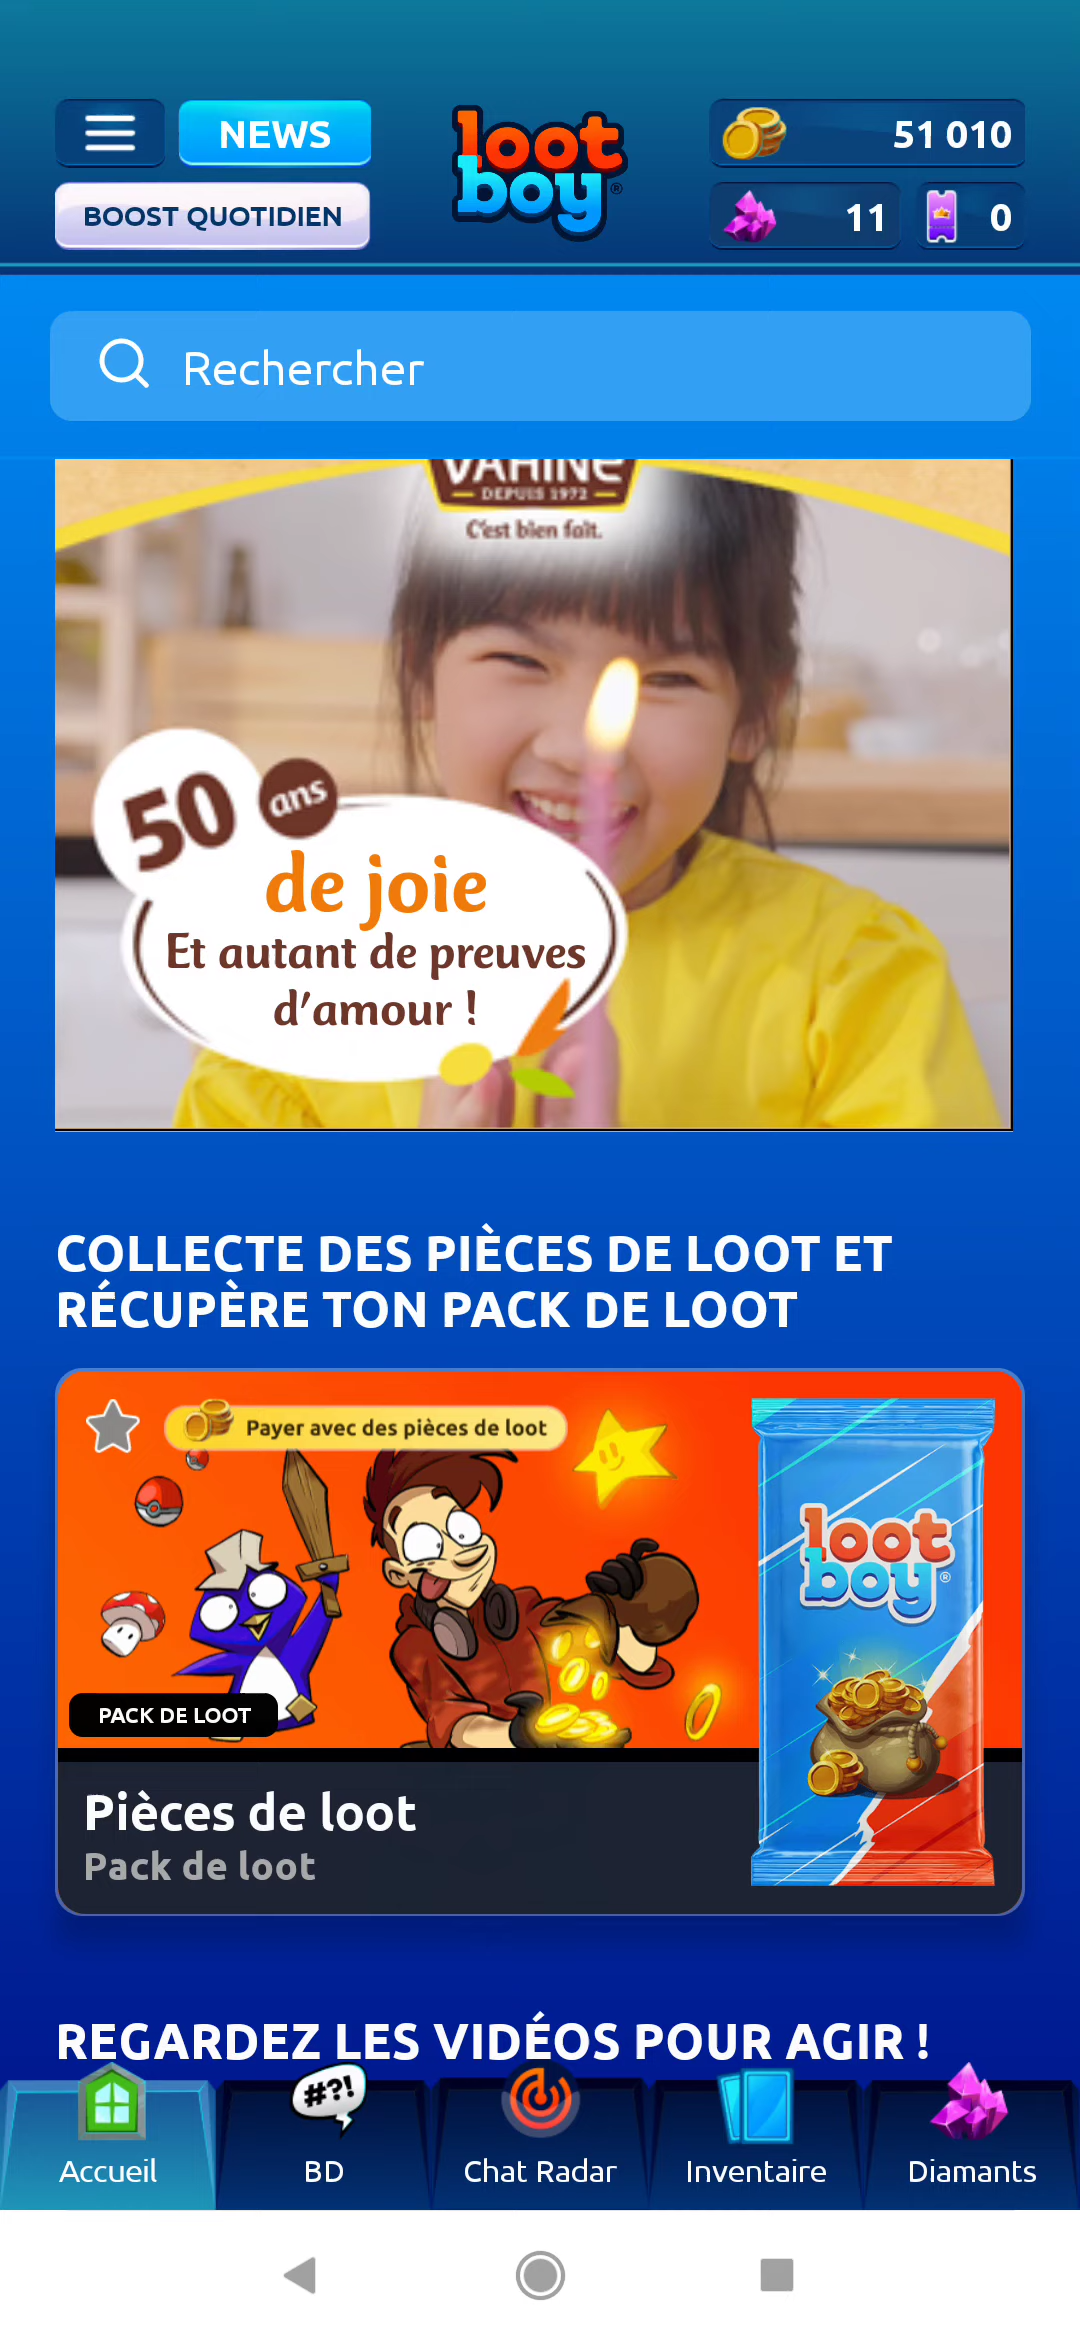 NEWS
loot
boy®
51 010
BOOST QUOTIDIEN
11
0
Rechercher
VAHINÉ
DEPUIS 1972
C'est bien fait.
50 ans
de joie
Et autant de preuves
d'amour !
COLLECTE DES PIÈCES DE LOOT ET
RÉCUPÈRE TON PACK DE LOOT
Payer avec des pièces de loot
loot
boy®
PACK DE LOOT
Pièces de loot
Pack de loot
REGARDEZ LES VIDÉOS POUR AGIR !
#?!
Accueil
BD
Chat Radar
Inventaire
Diamants